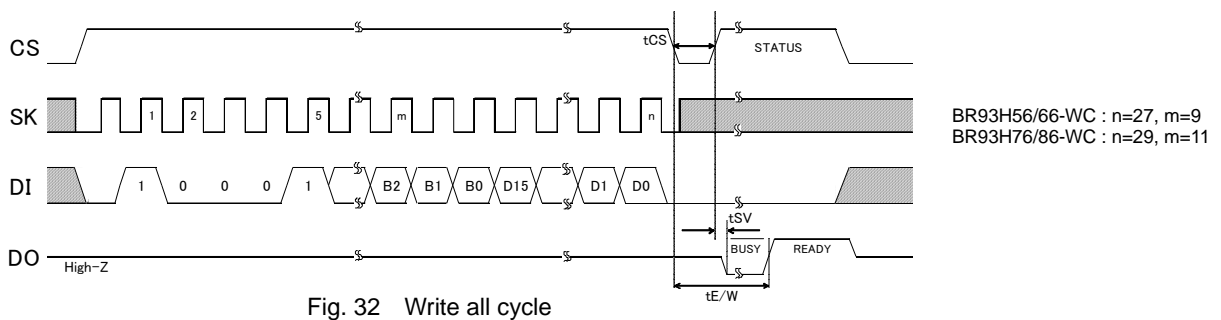 CS
tCS
STATUS
SK
1 2 5 m n
BR93H56/66-WC : n=27, m=9
BR93H76/86-WC : n=29, m=11
DI
1 0 0 0 1 B2 B1 B0 D15 D1 D0
tSV
DO
High-Z
BUSY READY
tE/W
Fig. 32 Write all cycle